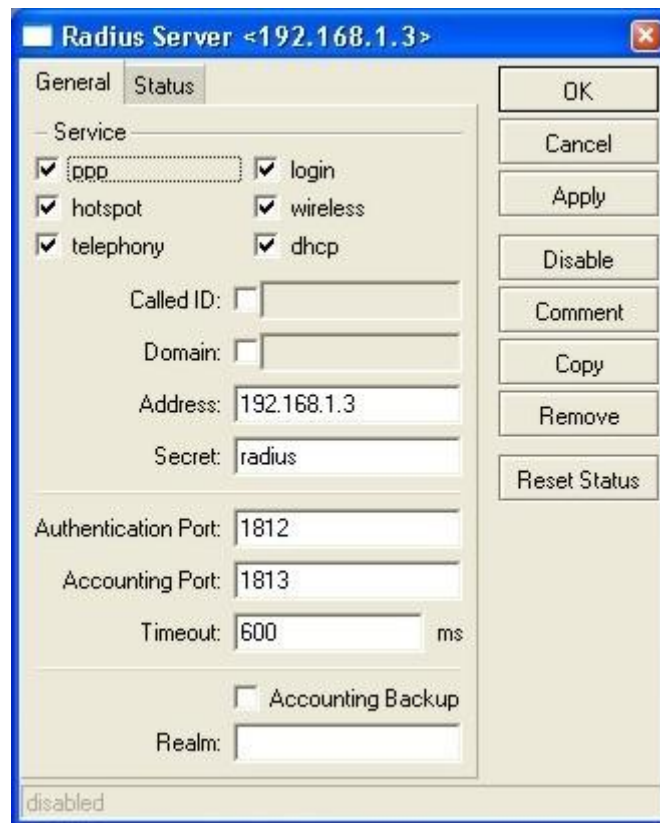 Radius Server <192.168.1.3>
General Status
Service
ppp login
hotspot wireless
telephony dhcp
Called ID:
Domain:
Address: 192.168.1.3
Secret: radius
Authentication Port: 1812
Accounting Port: 1813
Timeout: 600 ms
Accounting Backup
Realm:
OK
Cancel
Apply
Disable
Comment
Copy
Remove
Reset Status
disabled